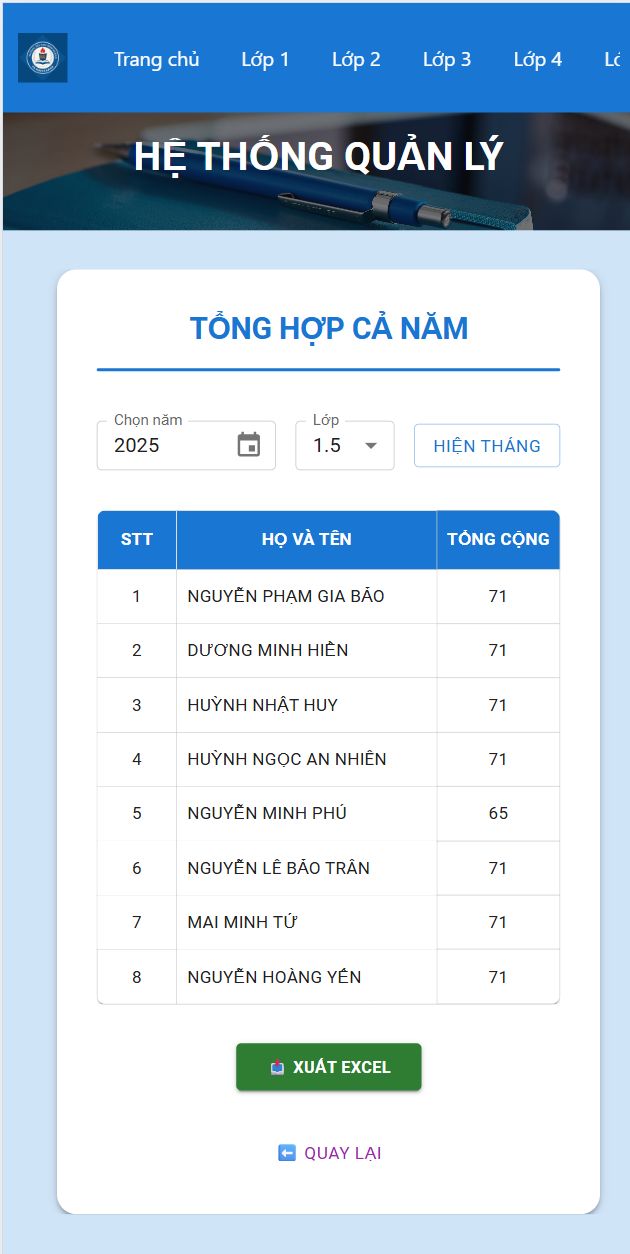 Trang chủ Lớp 1 Lớp 2 Lớp 3 Lớp 4
HỆ THỐNG QUẢN LÝ
TỔNG HỢP CẢ NĂM
Chọn năm Lớp
2025 1.5 HIỆN THÁNG
STT HỌ VÀ TÊN TỔNG CỘNG
1 NGUYỄN PHẠM GIA BẢO 71
2 DƯƠNG MINH HIỀN 71
3 HUỲNH NHẬT HUY 71
4 HUỲNH NGỌC AN NHIÊN 71
5 NGUYỄN MINH PHÚ 65
6 NGUYỄN LÊ BẢO TRÂN 71
7 MAI MINH TỨ 71
8 NGUYỄN HOÀNG YẾN 71
XUẤT EXCEL
QUAY LẠI